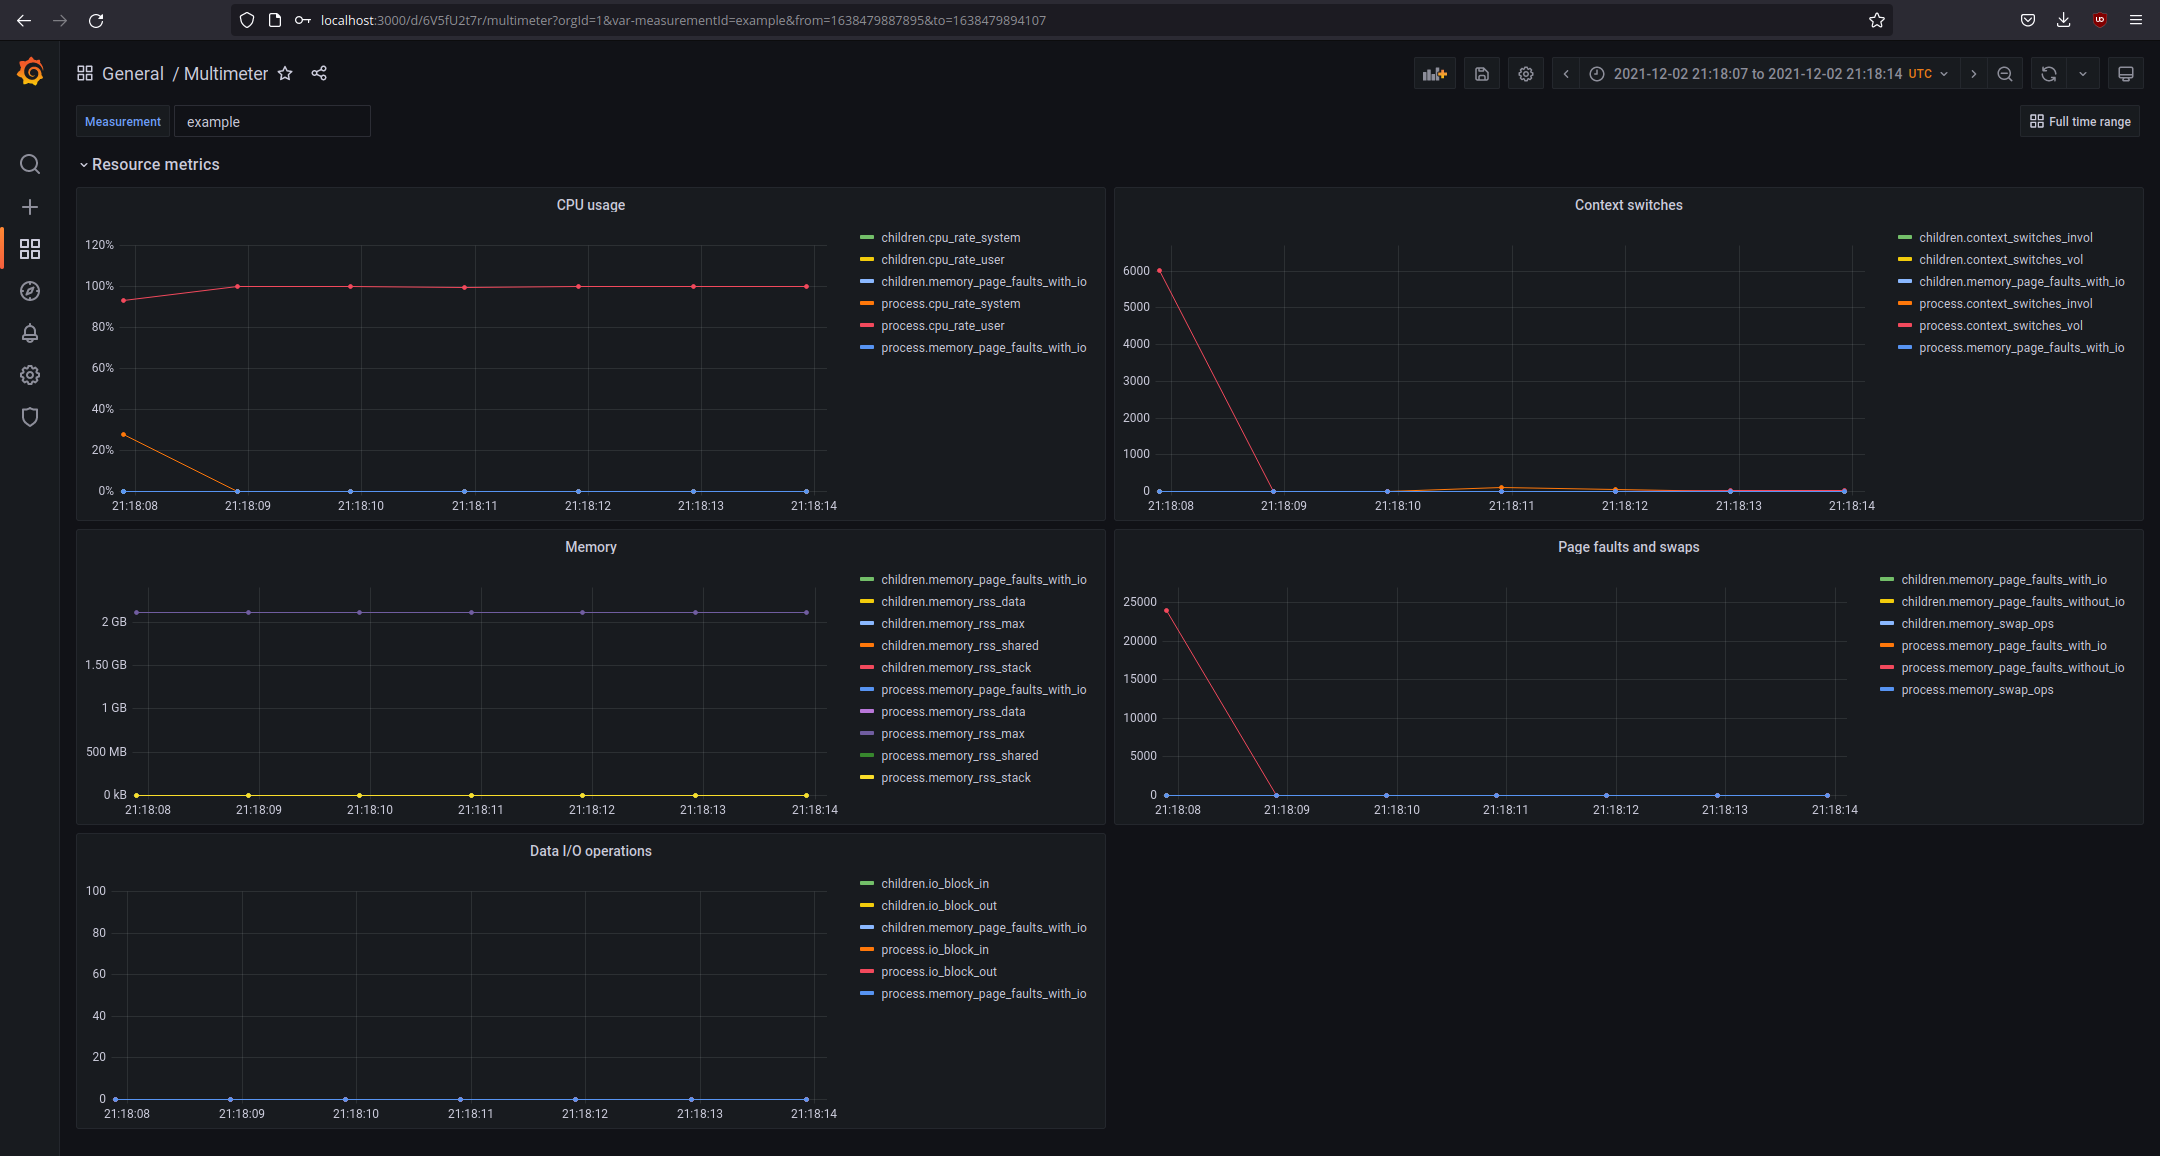 localhost:3000/d/6V5fU2t7r/multimeter?orgId=1&var-measurementId=example&from=1638479887895&to=1638479894107
General / Multimeter
2021-12-02 21:18:07 to 2021-12-02 21:18:14 UTC
Measurement example
Full time range
Resource metrics
CPU usage
120%
100%
80%
60%
40%
20%
0%
21:18:08 21:18:09 21:18:10 21:18:11 21:18:12 21:18:13 21:18:14
children.cpu_rate_system
children.cpu_rate_user
children.memory_page_faults_with_io
process.cpu_rate_system
process.cpu_rate_user
process.memory_page_faults_with_io
Context switches
6000
5000
4000
3000
2000
1000
0
21:18:08 21:18:09 21:18:10 21:18:11 21:18:12 21:18:13 21:18:14
children.context_switches_invol
children.context_switches_vol
children.memory_page_faults_with_io
process.context_switches_invol
process.context_switches_vol
process.memory_page_faults_with_io
Memory
2 GB
1.50 GB
1 GB
500 MB
0 kB
21:18:08 21:18:09 21:18:10 21:18:11 21:18:12 21:18:13 21:18:14
children.memory_page_faults_with_io
children.memory_rss_data
children.memory_rss_max
children.memory_rss_shared
children.memory_rss_stack
process.memory_page_faults_with_io
process.memory_rss_data
process.memory_rss_max
process.memory_rss_shared
process.memory_rss_stack
Page faults and swaps
25000
20000
15000
10000
5000
0
21:18:08 21:18:09 21:18:10 21:18:11 21:18:12 21:18:13 21:18:14
children.memory_page_faults_with_io
children.memory_page_faults_without_io
children.memory_swap_ops
process.memory_page_faults_with_io
process.memory_page_faults_without_io
process.memory_swap_ops
Data I/O operations
100
80
60
40
20
0
21:18:08 21:18:09 21:18:10 21:18:11 21:18:12 21:18:13 21:18:14
children.io_block_in
children.io_block_out
children.memory_page_faults_with_io
process.io_block_in
process.io_block_out
process.memory_page_faults_with_io